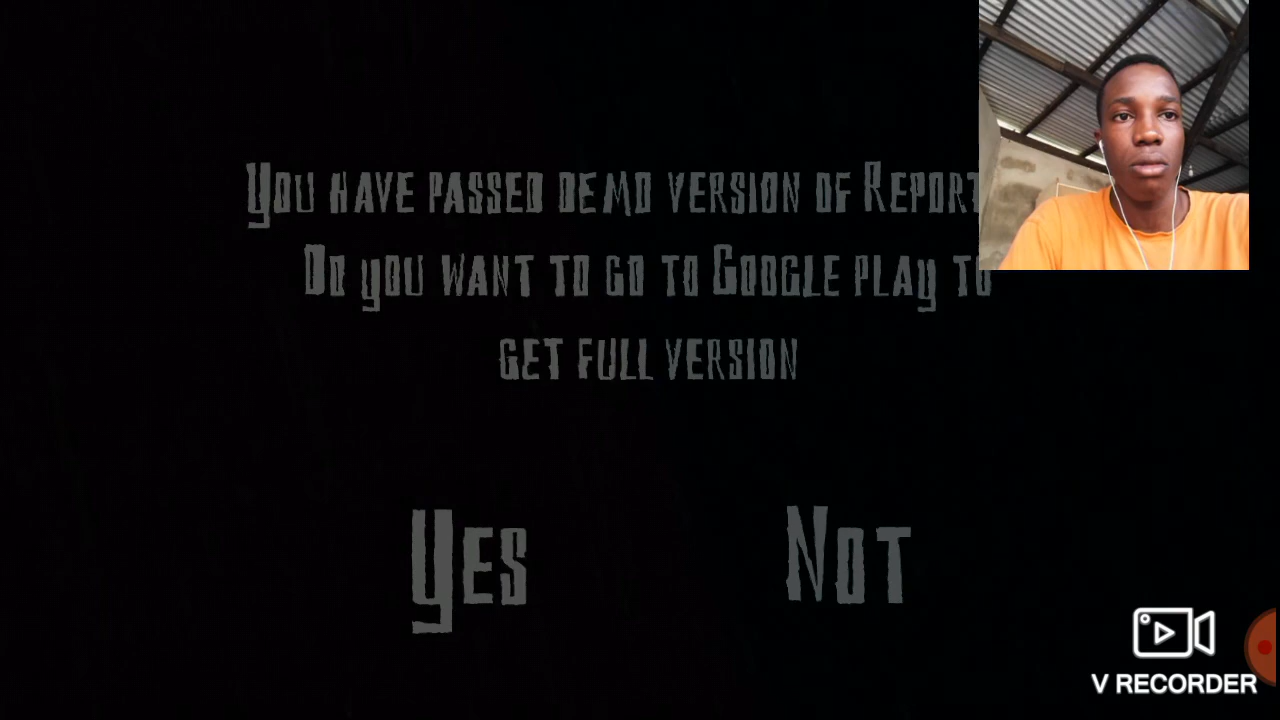 You have passed demo version of Report
Do you want to go to Google play to
get full version
Yes
Not
V RECORDER